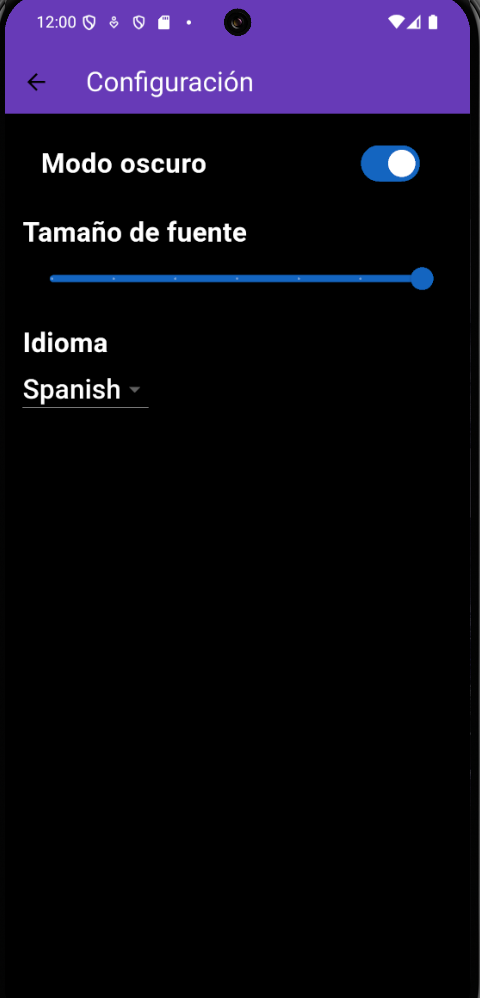 12:00
Configuración
Modo oscuro
Tamaño de fuente
Idioma
Spanish